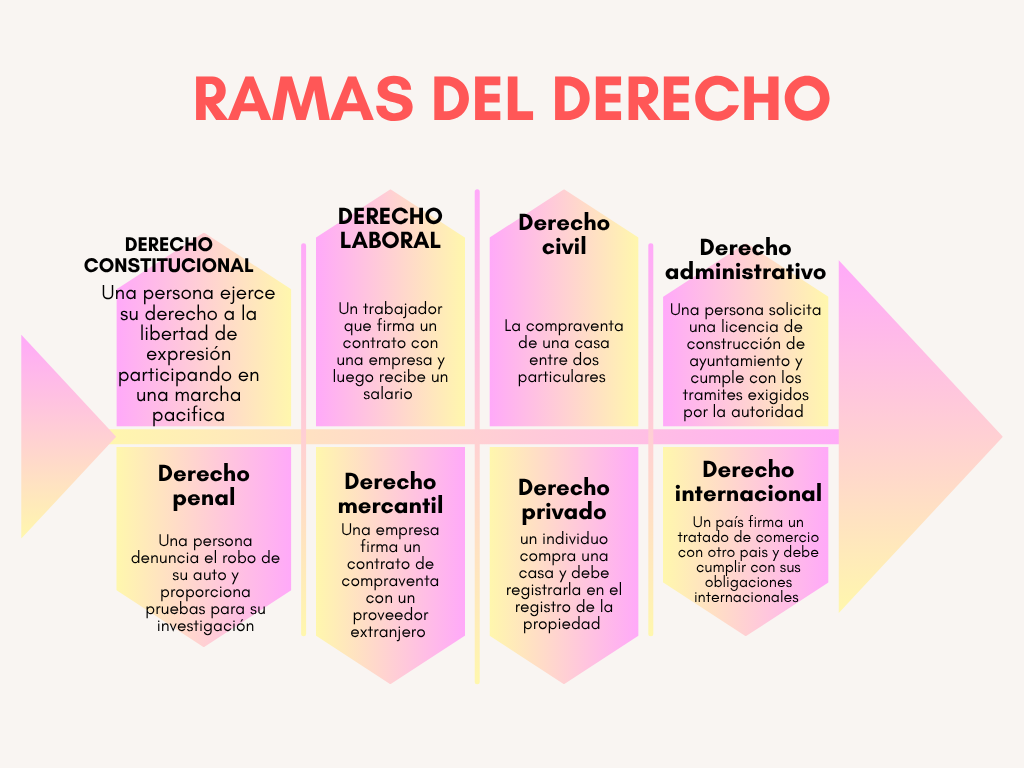 RAMAS DEL DERECHO
DERECHO
CONSTITUCIONAL
Una persona ejerce
su derecho a la
libertad de
expresión
participando en
una marcha
pacifica
DERECHO
LABORAL
Un trabajador
que firma un
contrato con
una empresa y
luego recibe un
salario
Derecho
civil
La compraventa
de una casa
entre dos
particulares
Derecho
administrativo
Una persona solicita
una licencia de
construcción de
ayuntamiento y
cumple con los
tramites exigidos
por la autoridad
Derecho
penal
Una persona
denuncia el robo de
su auto y
proporciona
pruebas para su
investigación
Derecho
mercantil
Una empresa
firma un
contrato de
compraventa
con un
proveedor
extranjero
Derecho
privado
un individuo
compra una
casa y debe
registrarla en el
registro de la
propiedad
Derecho
internacional
Un país firma un
tratado de comercio
con otro pais y debe
cumplir con sus
obligaciones
internacionales